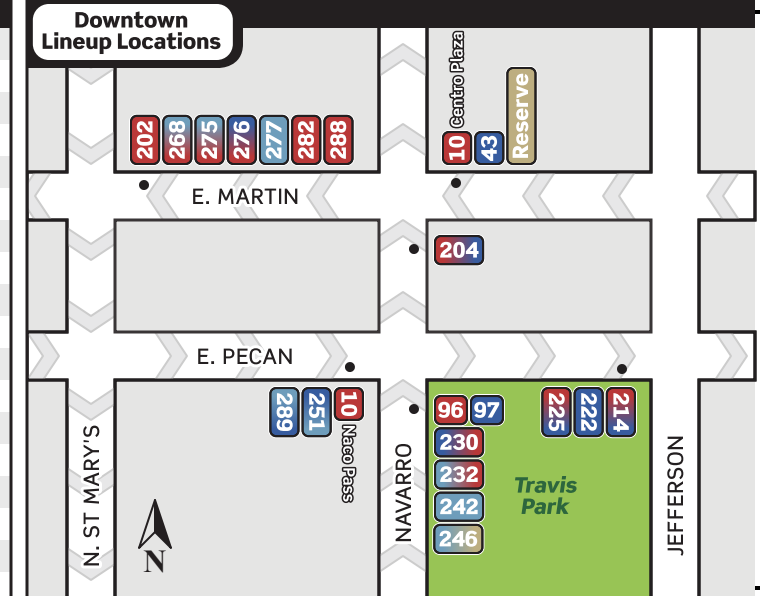 Downtown
Lineup Locations
202
268
275
276
277
282
288
10
Centro Plaza
43
Reserve
E. MARTIN
204
E. PECAN
289
251
10
Naco Pass
96
97
230
232
242
246
225
222
214
Travis
Park
N. ST MARY'S
NAVARRO
JEFFERSON
N